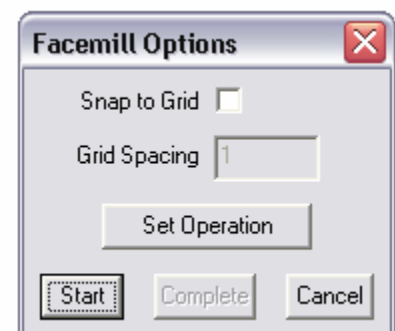 Facemill Options
Snap to Grid
Grid Spacing 1
Set Operation
Start Complete Cancel